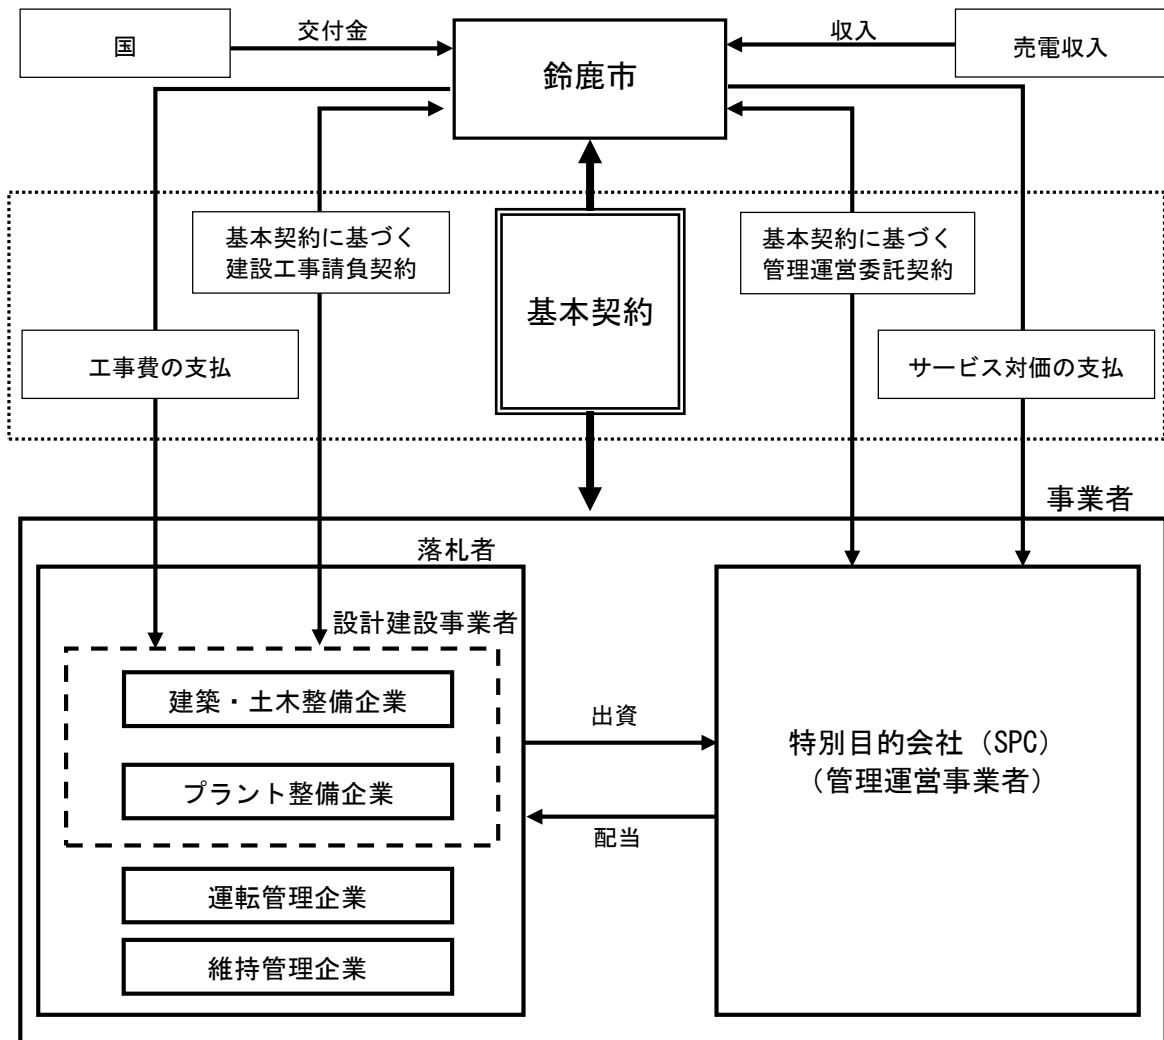 国
交付金
鈴鹿市
収入
売電収入
基本契約に基づく
建設工事請負契約
基本契約
基本契約に基づく
管理運営委託契約
工事費の支払
サービス対価の支払
事業者
落札者
設計建設事業者
建築・土木整備企業
プラント整備企業
運転管理企業
維持管理企業
出資
配当
特別目的会社（SPC）
（管理運営事業者）